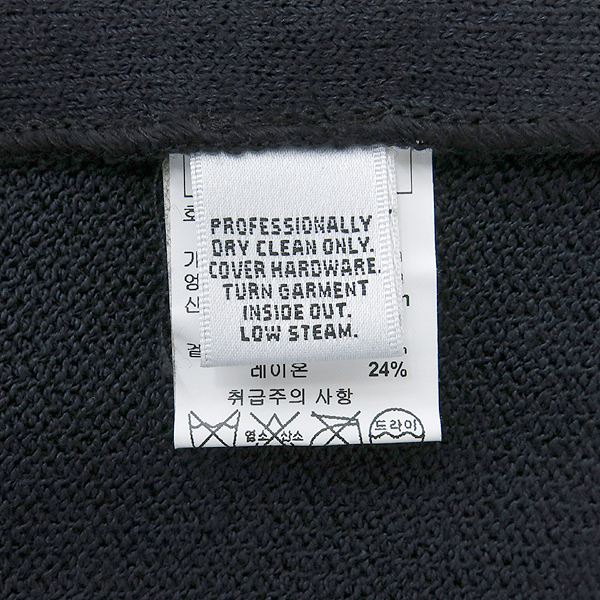 PROFESSIONALLY
DRY CLEAN ONLY.
COVER HARDWARE.
TURN GARMENT
INSIDE OUT.
LOW STEAM.
레이온 24%
취급주의 사항
염소 산소
드라이